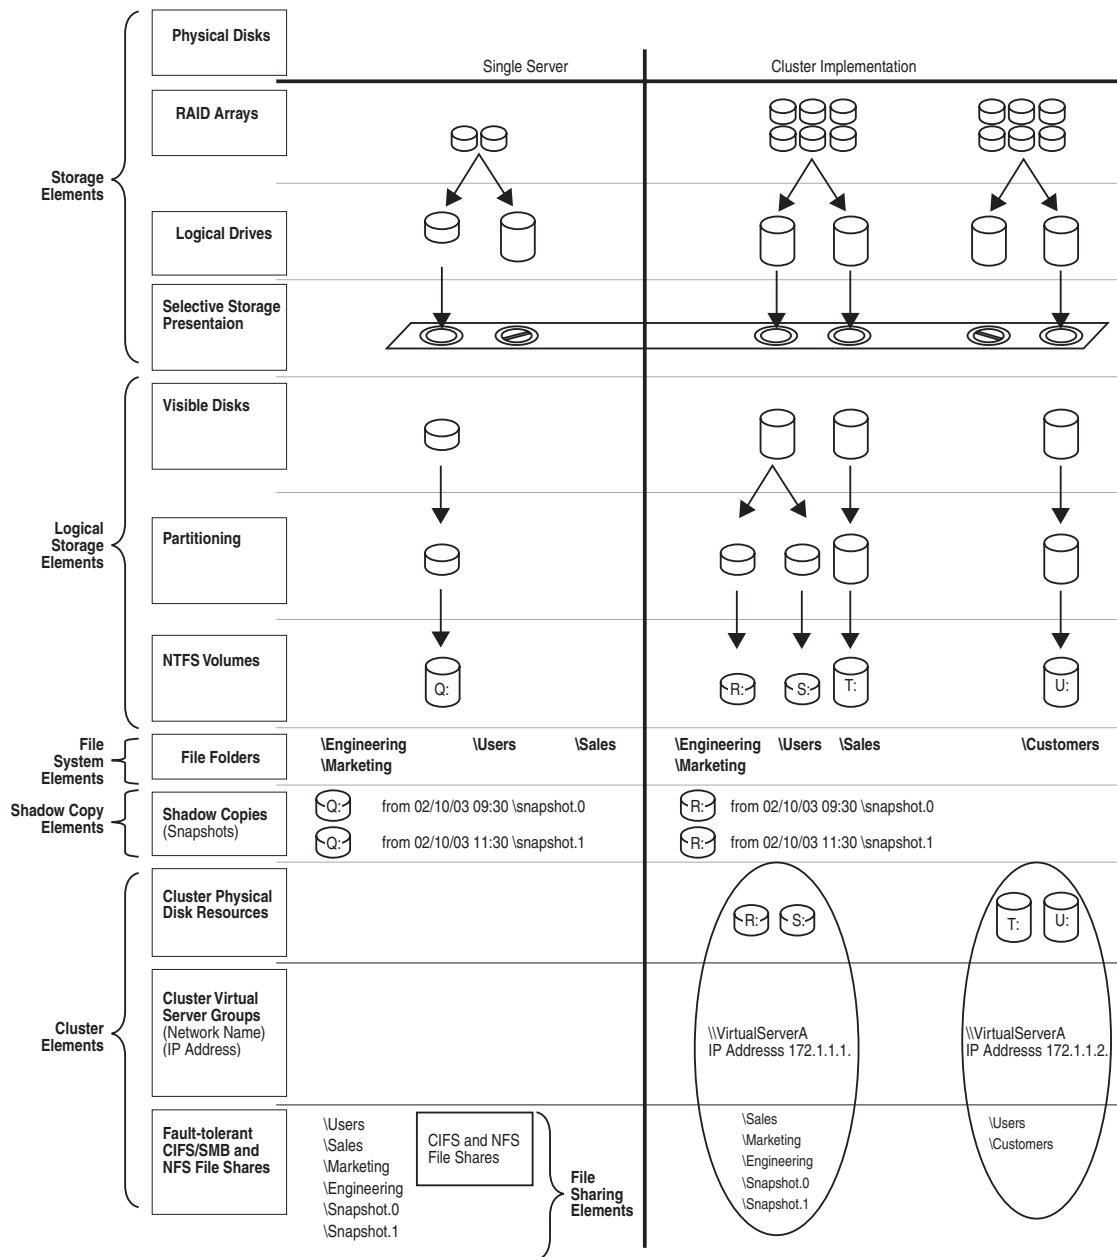 Physical Disks
Single Server
Cluster Implementation
RAID Arrays
Storage
Elements
Logical Drives
Selective Storage
Presentaion
Visible Disks
Logical
Storage
Elements
Partitioning
NTFS Volumes
Q:
R:
S:
T:
U:
File
System
Elements
File Folders
\Engineering
\Users
\Sales
\Marketing
\Engineering
\Users
\Sales
\Customers
\Marketing
Shadow Copy
Elements
Shadow Copies
(Snapshots)
Q:
from 02/10/03 09:30 \snapshot.0
R:
from 02/10/03 09:30 \snapshot.0
Q:
from 02/10/03 11:30 \snapshot.1
R:
from 02/10/03 11:30 \snapshot.1
Cluster
Elements
Cluster Physical
Disk Resources
R:
S:
T:
U:
Cluster Virtual
Server Groups
(Network Name)
(IP Address)
\\VirtualServerA
IP Addresss 172.1.1.1.
\\VirtualServerA
IP Addresss 172.1.1.2.
Fault-tolerant
CIFS/SMB and
NFS File Shares
\Users
\Sales
\Marketing
\Engineering
\Snapshot.0
\Snapshot.1
CIFS and NFS
File Shares
File
Sharing
Elements
\Sales
\Marketing
\Engineering
\Snapshot.0
\Snapshot.1
\Users
\Customers